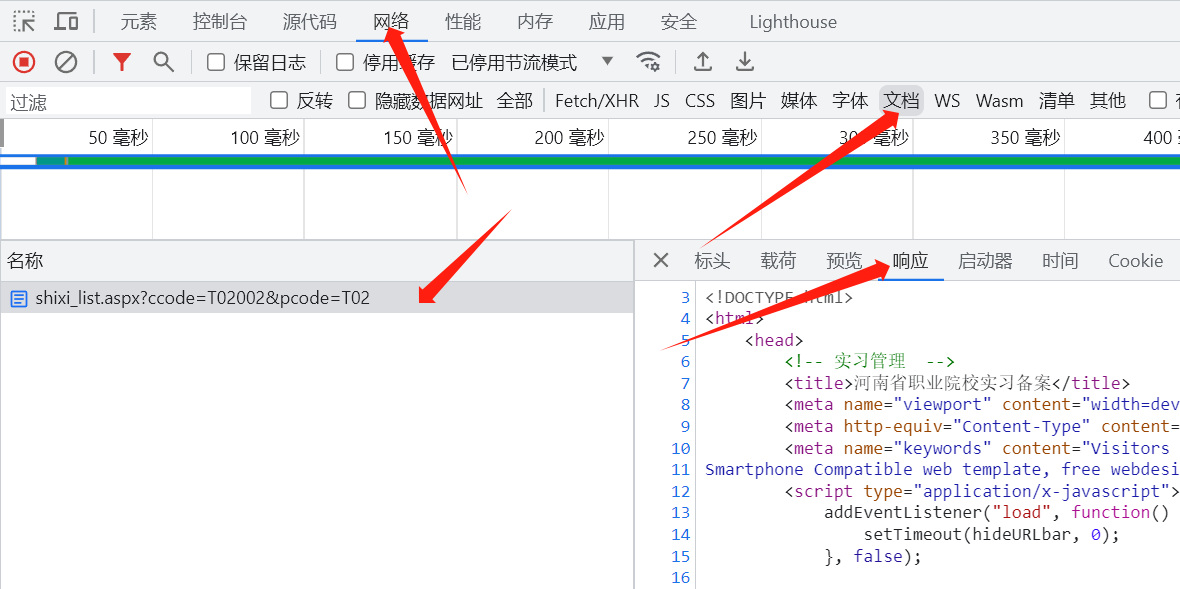 元素 控制台 源代码 网络 性能 内存 应用 安全 Lighthouse
保留日志 停用缓存 已停用节流模式
过滤 反转 隐藏数据网址 全部 Fetch/XHR JS CSS 图片 媒体 字体 文档 WS Wasm 清单 其他
50 毫秒 100 毫秒 150 毫秒 200 毫秒 250 毫秒 300 毫秒 350 毫秒 400
名称 标头 载荷 预览 响应 启动器 时间 Cookie
shixi_list.aspx?ccode=T02002&pcode=T02
3 <!DOCTYPE html>
4 <html>
5 <head>
6 <!-- 实习管理 -->
7 <title>河南省职业院校实习备案</title>
8 <meta name="viewport" content="width=dev
9 <meta http-equiv="Content-Type" content=
10 <meta name="keywords" content="Visitors
11 Smartphone Compatible web template, free webdesi
12 <script type="application/x-javascript">
13 addEventListener("load", function()
14 setTimeout(hideURLbar, 0);
15 }, false);
16